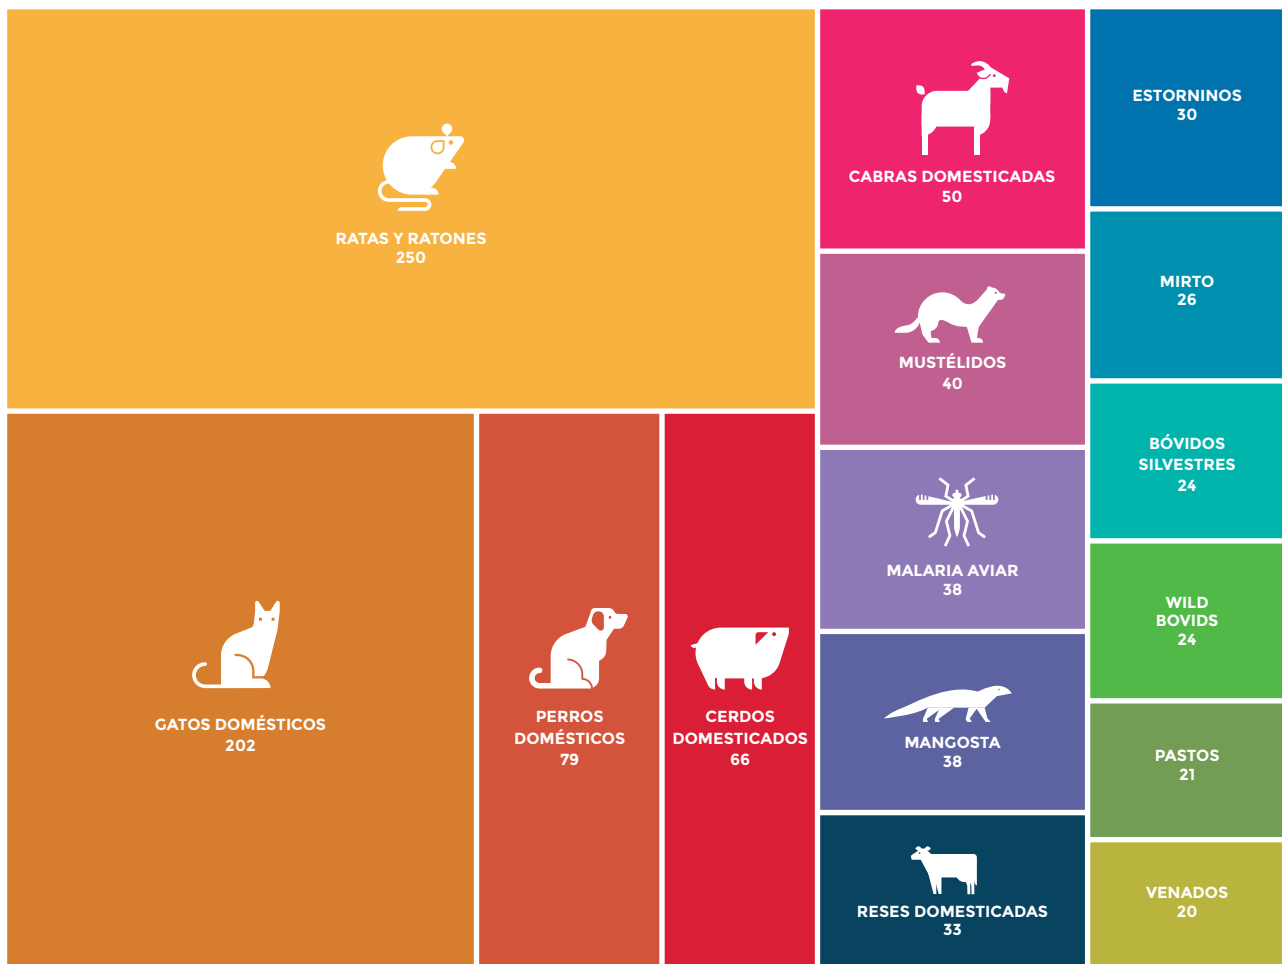 RATAS Y RATONES
250
GATOS DOMÉSTICOS
202
PERROS
DOMÉSTICOS
79
CERDOS
DOMESTICADOS
66
CABRAS DOMESTICADAS
50
MUSTÉLIDOS
40
MALARIA AVIAR
38
MANGOSTA
38
RESES DOMESTICADAS
33
ESTORNINOS
30
MIRTO
26
BÓVIDOS
SILVESTRES
24
WILD
BOVIDS
24
PASTOS
21
VENADOS
20